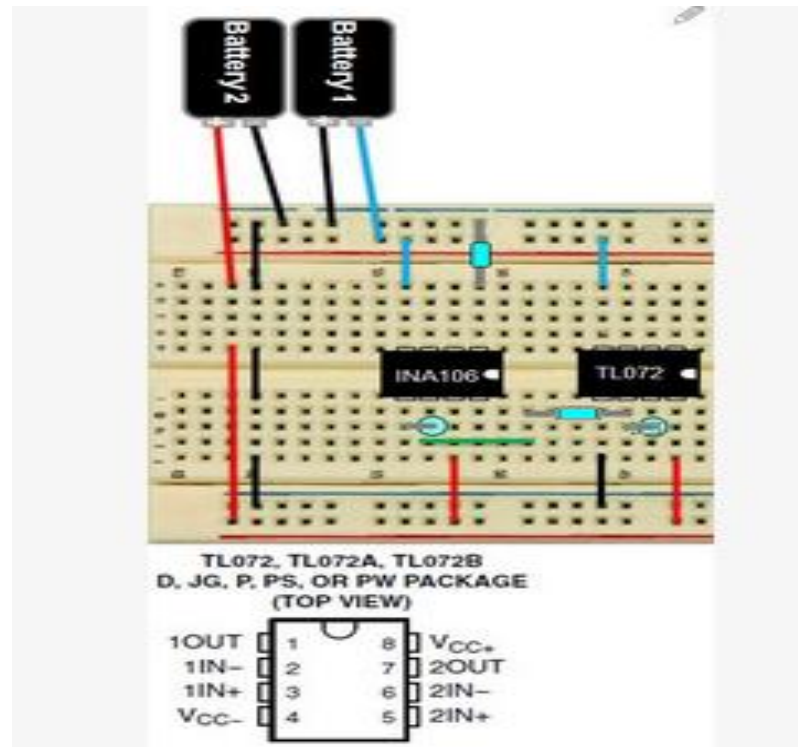 Battery 2
Battery 1
INA106
TL072
TL072, TL072A, TL072B
D, JG, P, PS, OR PW PACKAGE
(TOP VIEW)
1OUT 1 8 VCC+
1IN− 2 7 2OUT
1IN+ 3 6 2IN−
VCC− 4 5 2IN+